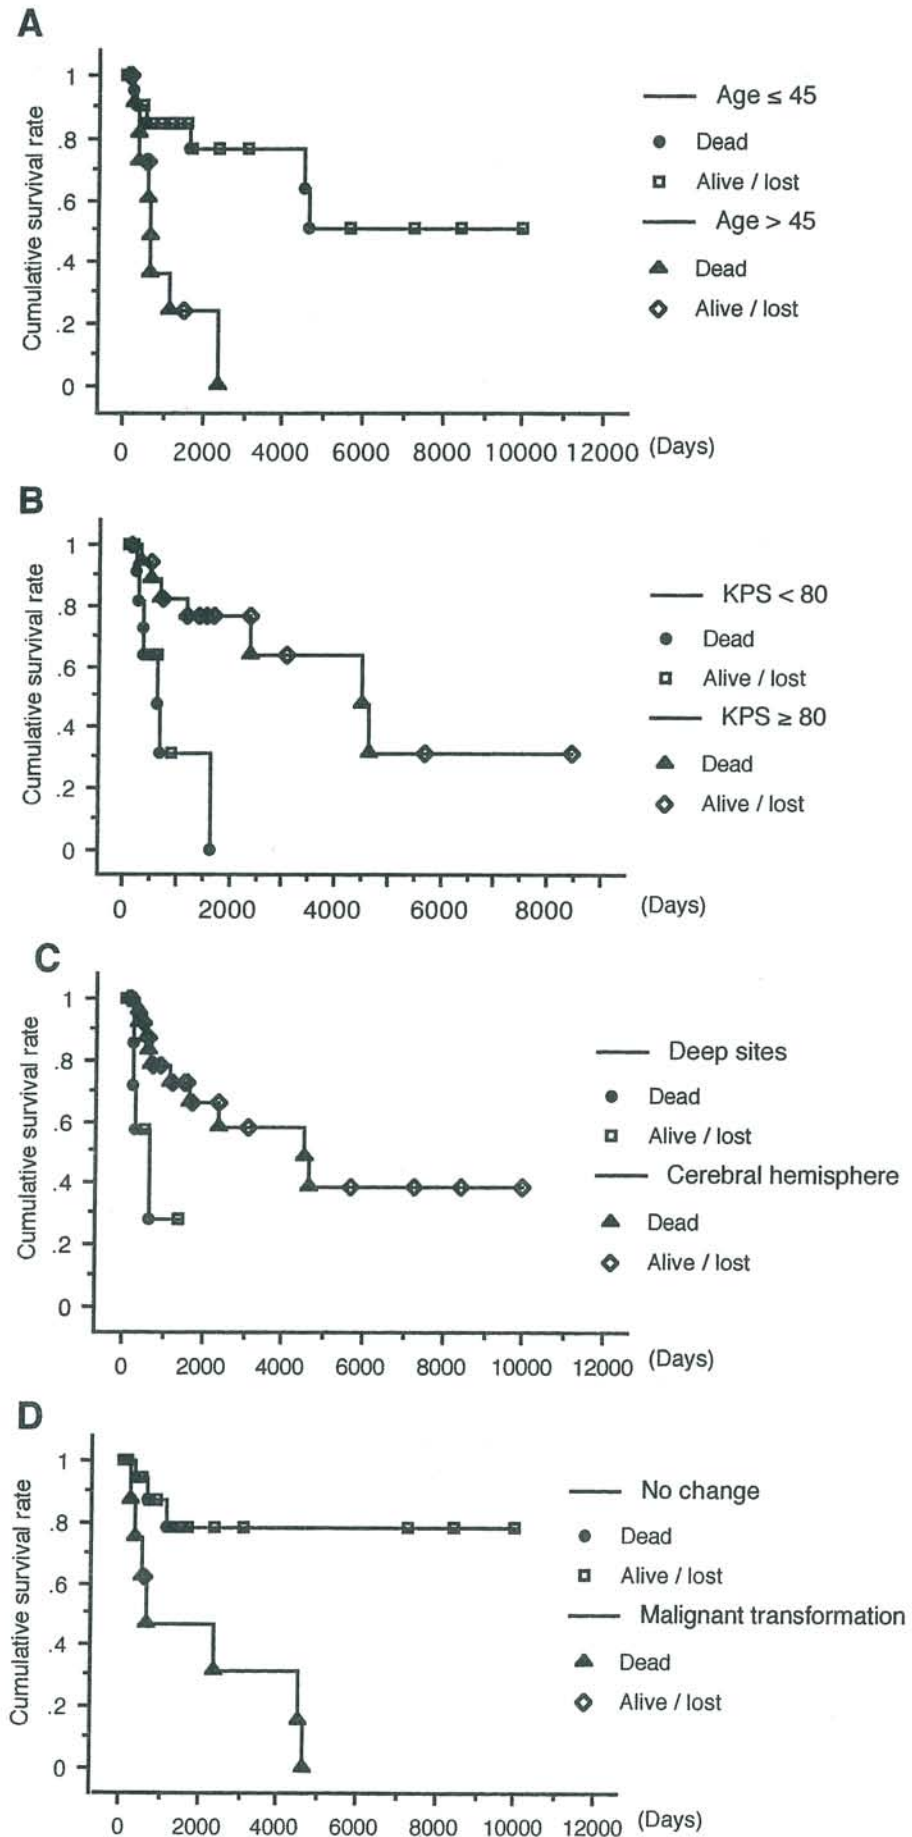 A
Cumulative survival rate
1
.8
.6
.4
.2
0
0 2000 4000 6000 8000 10000 12000 (Days)
Age ≤ 45
Dead
Alive / lost
Age > 45
Dead
Alive / lost
B
Cumulative survival rate
1
.8
.6
.4
.2
0
0 2000 4000 6000 8000 (Days)
KPS < 80
Dead
Alive / lost
KPS ≥ 80
Dead
Alive / lost
C
Cumulative survival rate
1
.8
.6
.4
.2
0
0 2000 4000 6000 8000 10000 12000 (Days)
Deep sites
Dead
Alive / lost
Cerebral hemisphere
Dead
Alive / lost
D
Cumulative survival rate
1
.8
.6
.4
.2
0
0 2000 4000 6000 8000 10000 12000 (Days)
No change
Dead
Alive / lost
Malignant transformation
Dead
Alive / lost